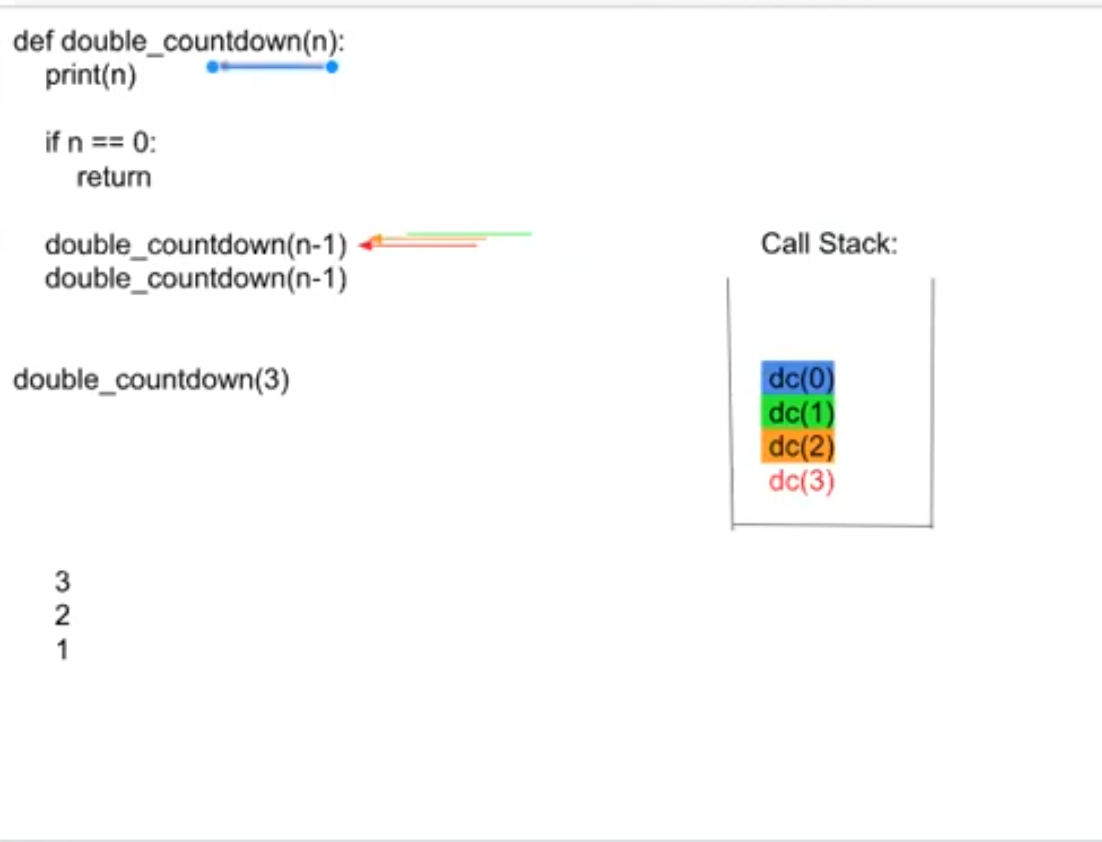 def double_countdown(n):
print(n)
if n == 0:
return
double_countdown(n-1)
double_countdown(n-1)
double_countdown(3)
3
2
1
Call Stack:
dc(0)
dc(1)
dc(2)
dc(3)